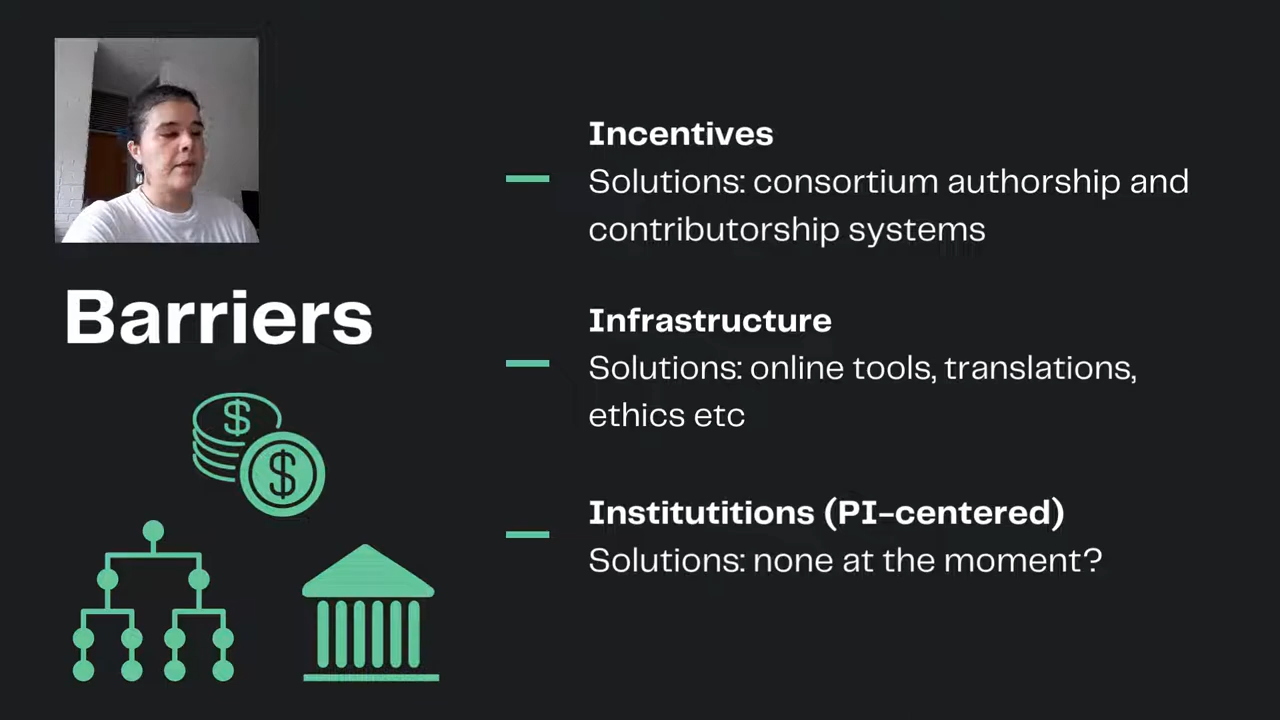 Barriers
$
$
Incentives
Solutions: consortium authorship and
contributorship systems
Infrastructure
Solutions: online tools, translations,
ethics etc
Institutitions (PI-centered)
Solutions: none at the moment?